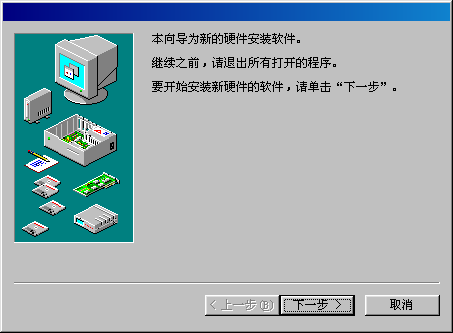 本向导为新的硬件安装软件。
继续之前，请退出所有打开的程序。
要开始安装新硬件的软件，请单击“下一步”。
< 上一步(B) 下一步 > 取消